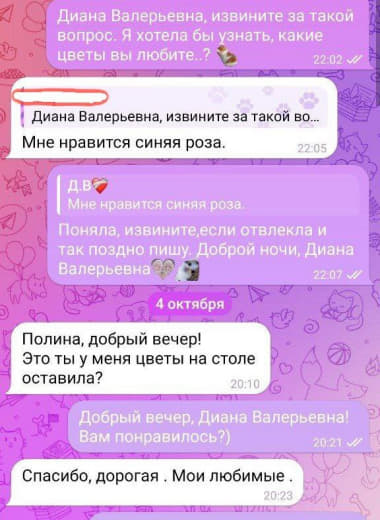 Диана Валерьевна, извините за такой
вопрос. Я хотела бы узнать, какие
цветы вы любите..?
22:02
Диана Валерьевна, извините за такой во...
Мне нравится синяя роза.
22:05
Д.В❤️‍🔥
Мне нравится синяя роза.
Поняла, извините,если отвлекла и
так поздно пишу. Доброй ночи, Диана
Валерьевна
22:07
4 октября
Полина, добрый вечер!
Это ты у меня цветы на столе
оставила?
20:10
Добрый вечер, Диана Валерьевна!
Вам понравилось?)
20:21
Спасибо, дорогая . Мои любимые .
20:23